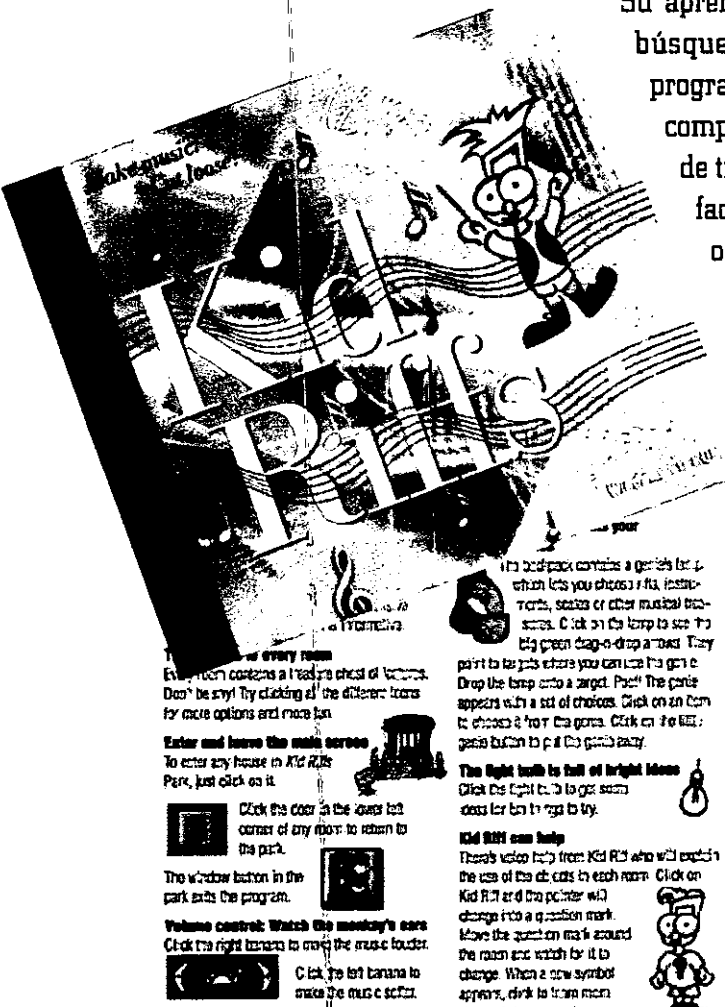 Su apren
búsque
progra
comp
de t
fac
o
Make music.
loose
Kid
Riffs
your
The backpack contains a genie's lamp
which lets you choose riffs, instru-
ments, scales or other musical trea-
sures. Click on the lamp to see the
big green drag-n-drop arrows. They
point to targets where you can use the genie.
Drop the lamp onto a target. Poof! The genie
appears with a set of choices. Click on an item
to choose it from the genie. Click on the
genie button to put the genie away.
The light bulb is full of bright ideas
Click the light bulb to get some
ideas for fun things to try.
Kid Riff can help
There's voice help from Kid Riff who will explain
the use of the objects in each room. Click on
Kid Riff and the pointer will
change into a question mark.
Move the question mark around
the room and watch for it to
change. When a new symbol
appears, click to learn more
informative.
every room
Every room contains a treasure chest of features.
Don't be shy! Try clicking all the different icons
for more options and more fun.
Enter and leave the main screen
To enter any house in Kid Riffs
Park, just click on it.
Click the door in the lower left
corner of any room to return to
the park.
The window button in the
park exits the program.
Volume control: Watch the monkey's ears
Click the right banana to make the music louder.
Click the left banana to
make the music softer.